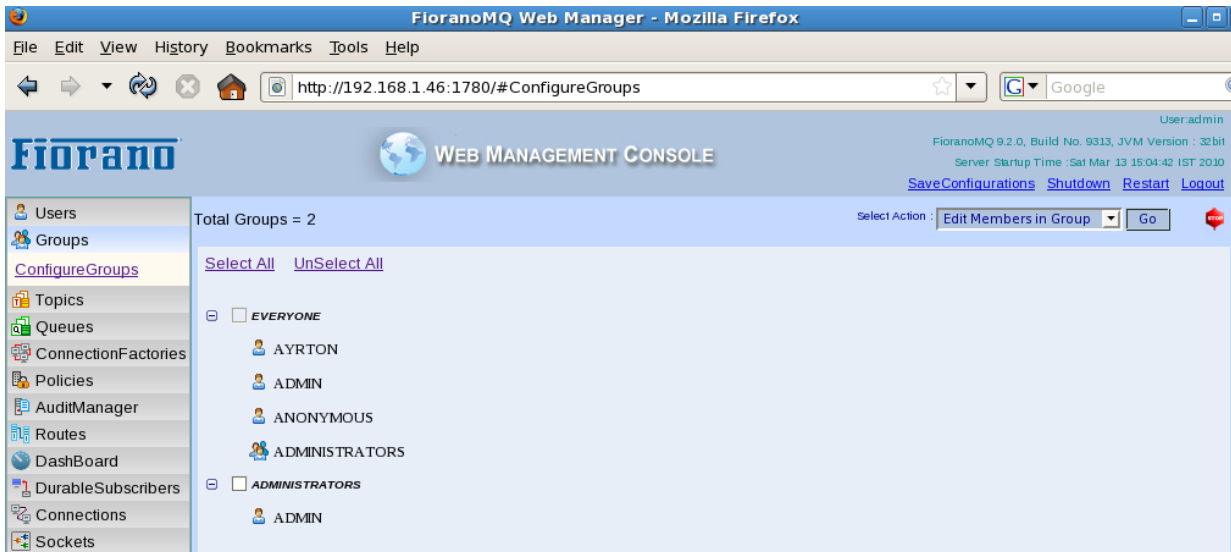 FioranoMQ Web Manager - Mozilla Firefox
File Edit View History Bookmarks Tools Help
http://192.168.1.46:1780/#ConfigureGroups
G Google
User:admin
Fiorano
WEB MANAGEMENT CONSOLE
FioranoMQ 9.2.0, Build No. 9313, JVM Version : 32bit
Server Startup Time :Sat Mar 13 15:04:42 IST 2010
SaveConfigurations Shutdown Restart Logout
Users
Groups
ConfigureGroups
Topics
Queues
ConnectionFactories
Policies
AuditManager
Routes
DashBoard
DurableSubscribers
Connections
Sockets
Total Groups = 2
Select Action : Edit Members in Group Go
STOP
Select All UnSelect All
EVERYONE
AYRTON
ADMIN
ANONYMOUS
ADMINISTRATORS
ADMINISTRATORS
ADMIN